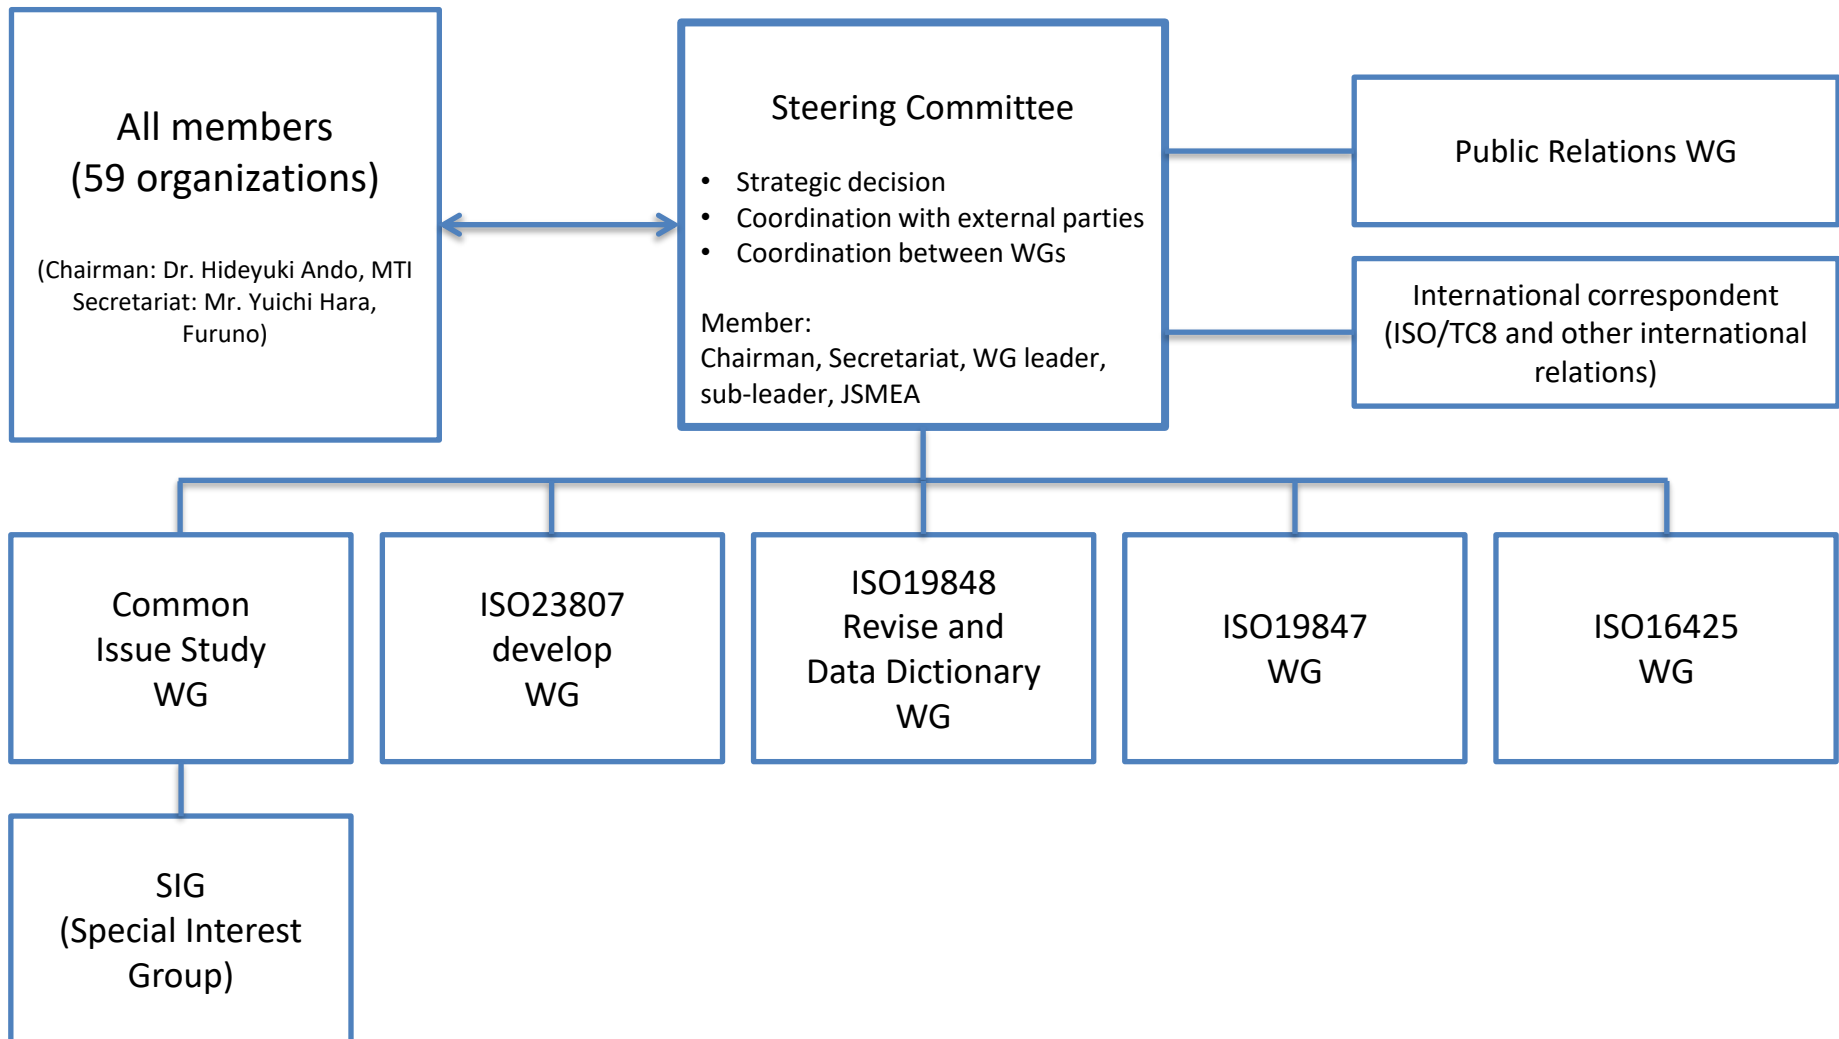 All members
(59 organizations)
(Chairman: Dr. Hideyuki Ando, MTI
Secretariat: Mr. Yuichi Hara,
Furuno)
Steering Committee
• Strategic decision
• Coordination with external parties
• Coordination between WGs
Member:
Chairman, Secretariat, WG leader,
sub-leader, JSMEA
Public Relations WG
International correspondent
(ISO/TC8 and other international
relations)
Common
Issue Study
WG
ISO23807
develop
WG
ISO19848
Revise and
Data Dictionary
WG
ISO19847
WG
ISO16425
WG
SIG
(Special Interest
Group)